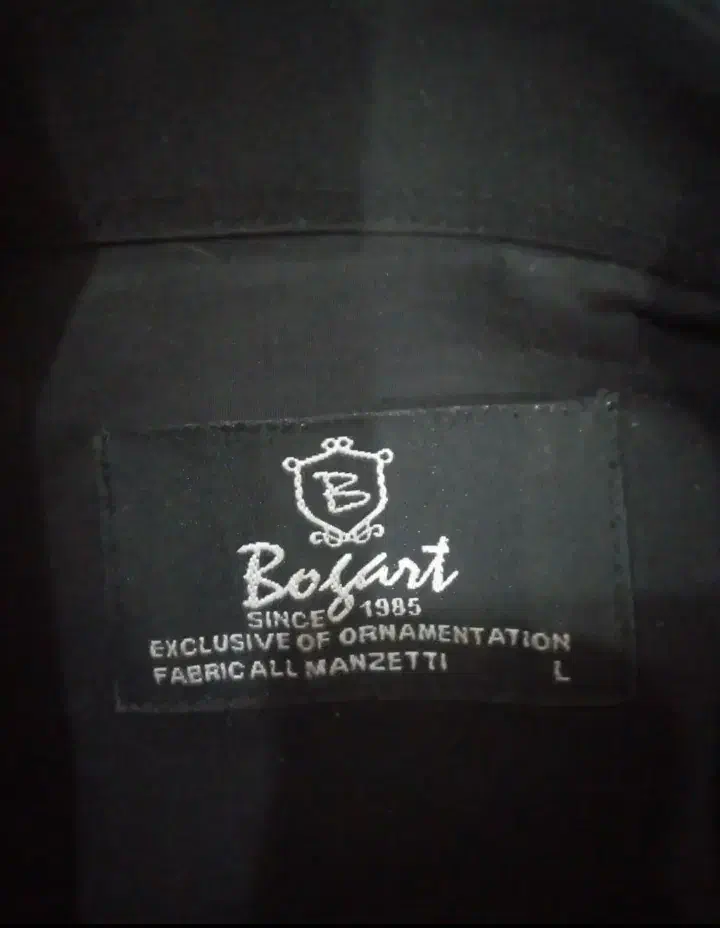 B
Bogart
SINCE 1985
EXCLUSIVE OF ORNAMENTATION
FABRIC ALL MANZETTI L